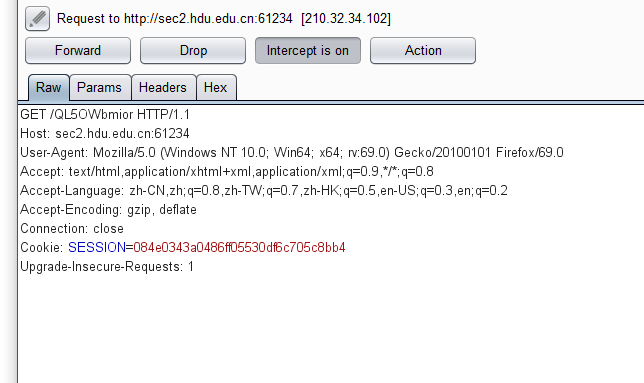 Request to http://sec2.hdu.edu.cn:61234 [210.32.34.102]
Forward Drop Intercept is on Action
Raw Params Headers Hex
GET /QL5OWbmior HTTP/1.1
Host: sec2.hdu.edu.cn:61234
User-Agent: Mozilla/5.0 (Windows NT 10.0; Win64; x64; rv:69.0) Gecko/20100101 Firefox/69.0
Accept: text/html,application/xhtml+xml,application/xml;q=0.9,*/*;q=0.8
Accept-Language: zh-CN,zh;q=0.8,zh-TW;q=0.7,zh-HK;q=0.5,en-US;q=0.3,en;q=0.2
Accept-Encoding: gzip, deflate
Connection: close
Cookie: SESSION=084e0343a0486ff05530df6c705c8bb4
Upgrade-Insecure-Requests: 1